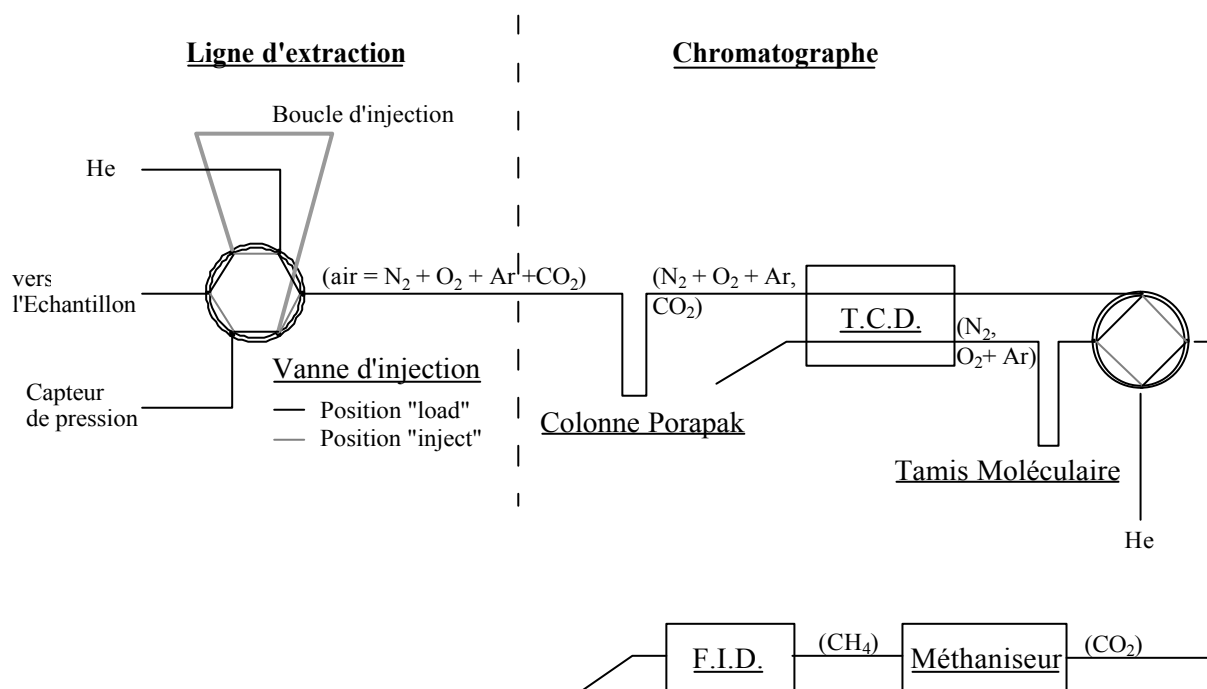 Ligne d'extraction
Chromatographe
Boucle d'injection
He
vers
l'Echantillon
(air = N₂ + O₂ + Ar +CO₂)
(N₂ + O₂ + Ar,
CO₂)
T.C.D.
(N₂,
O₂+ Ar)
Vanne d'injection
Position "load"
Position "inject"
Capteur
de pression
Colonne Porapak
Tamis Moléculaire
He
F.I.D.
(CH₄)
Méthaniseur
(CO₂)